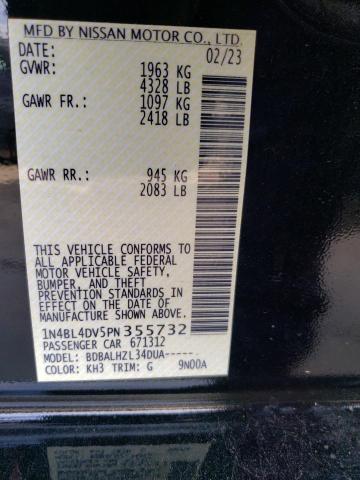 MFD BY NISSAN MOTOR CO., LTD.
DATE: 02/23
GVWR: 1963 KG
4328 LB
GAWR FR.: 1097 KG
2418 LB
GAWR RR.: 945 KG
2083 LB
THIS VEHICLE CONFORMS TO
ALL APPLICABLE FEDERAL
MOTOR VEHICLE SAFETY,
BUMPER, AND THEFT
PREVENTION STANDARDS IN
EFFECT ON THE DATE OF
MANUFACTURE SHOWN ABOVE.
1N4BL4DV5PN355732
PASSENGER CAR 671312
MODEL: BDBALHZL34DUA------
COLOR: KH3 TRIM: G 9N00A